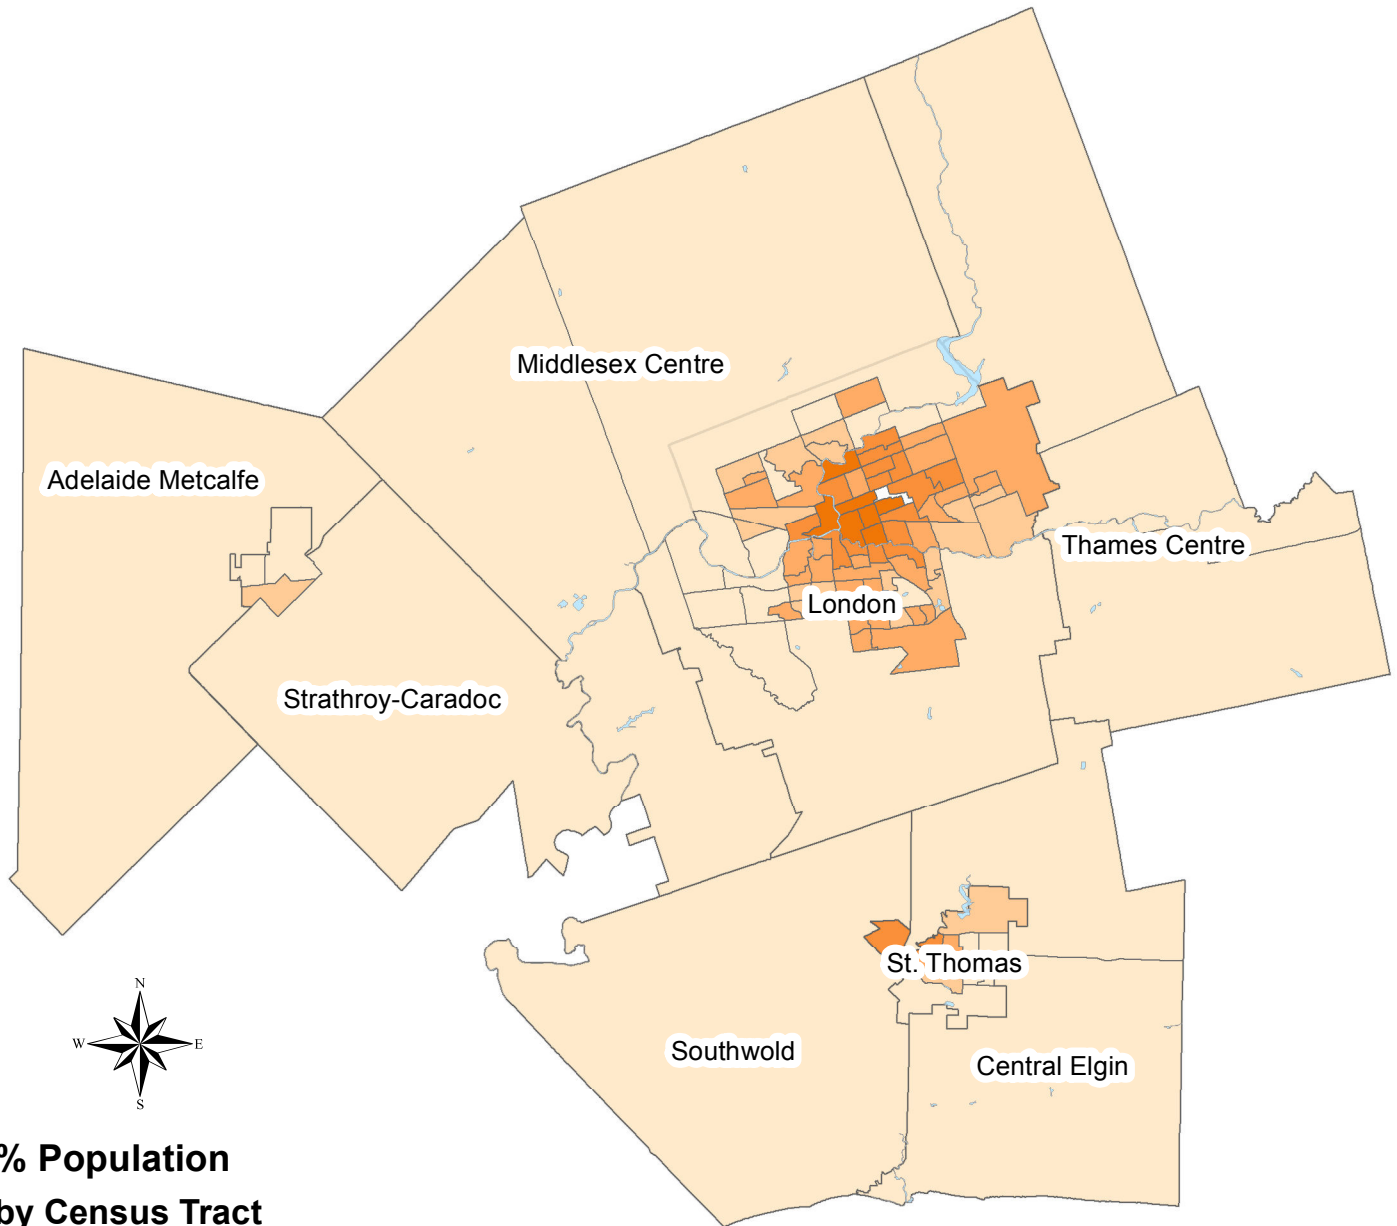 Middlesex Centre
Adelaide Metcalfe
Thames Centre
London
Strathroy-Caradoc
St. Thomas
N
W E
S
Southwold
Central Elgin
% Population
by Census Tract